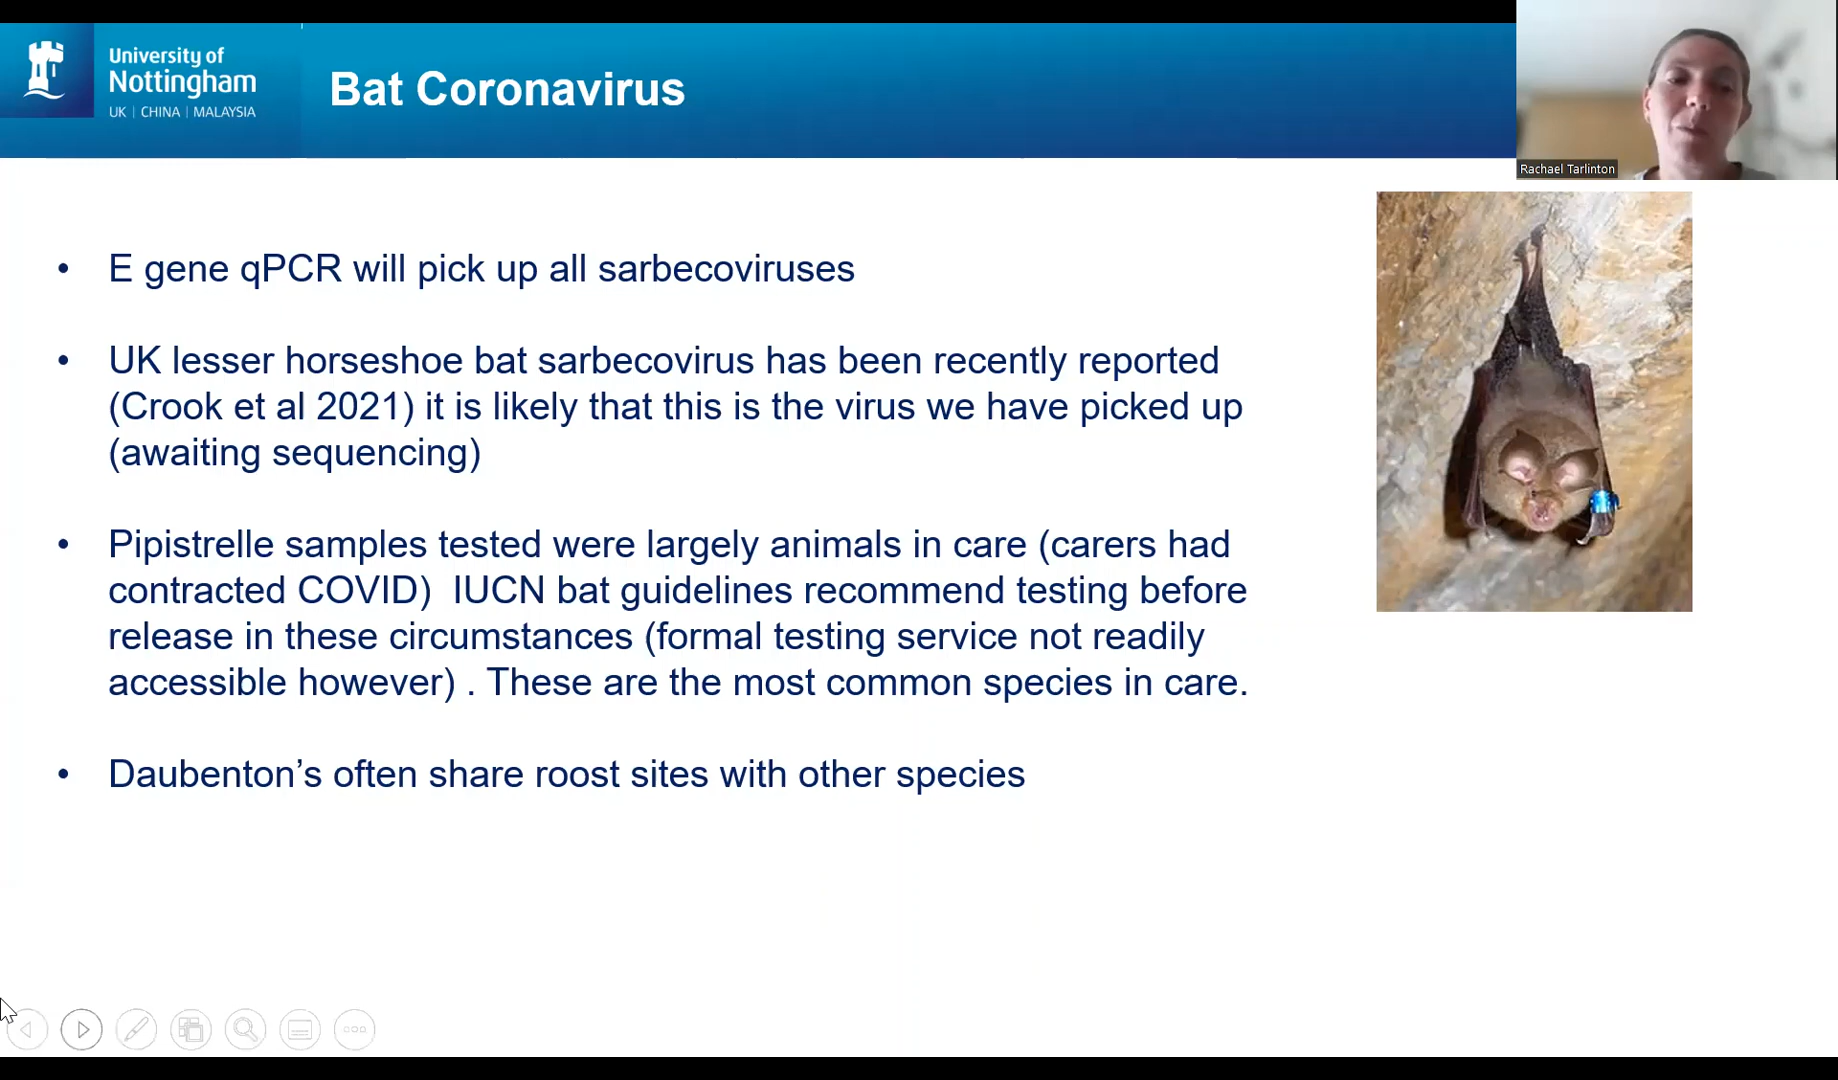 University of
Nottingham
UK | CHINA | MALAYSIA
Bat Coronavirus
Rachael Tarlinton
• E gene qPCR will pick up all sarbecoviruses
• UK lesser horseshoe bat sarbecovirus has been recently reported
(Crook et al 2021) it is likely that this is the virus we have picked up
(awaiting sequencing)
• Pipistrelle samples tested were largely animals in care (carers had
contracted COVID)  IUCN bat guidelines recommend testing before
release in these circumstances (formal testing service not readily
accessible however) . These are the most common species in care.
• Daubenton’s often share roost sites with other species